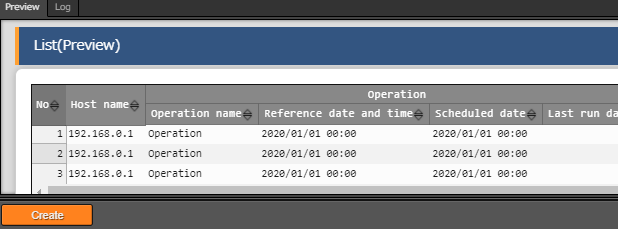 Preview Log
List(Preview)
No Host name Operation
Operation name Reference date and time Scheduled date Last run da
1 192.168.0.1 Operation 2020/01/01 00:00 2020/01/01 00:00
2 192.168.0.1 Operation 2020/01/01 00:00 2020/01/01 00:00
3 192.168.0.1 Operation 2020/01/01 00:00 2020/01/01 00:00
Create